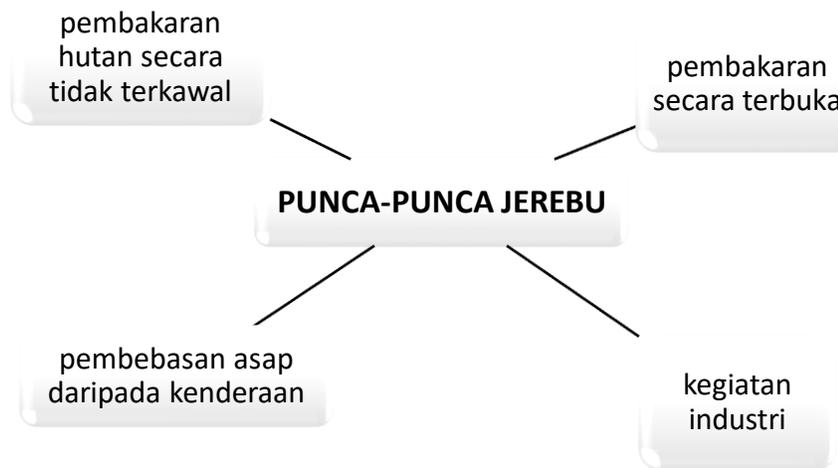 pembakaran
hutan secara
tidak terkawal
pembakaran
secara terbuka
PUNCA-PUNCA JEREBU
pembebasan asap
daripada kenderaan
kegiatan
industri